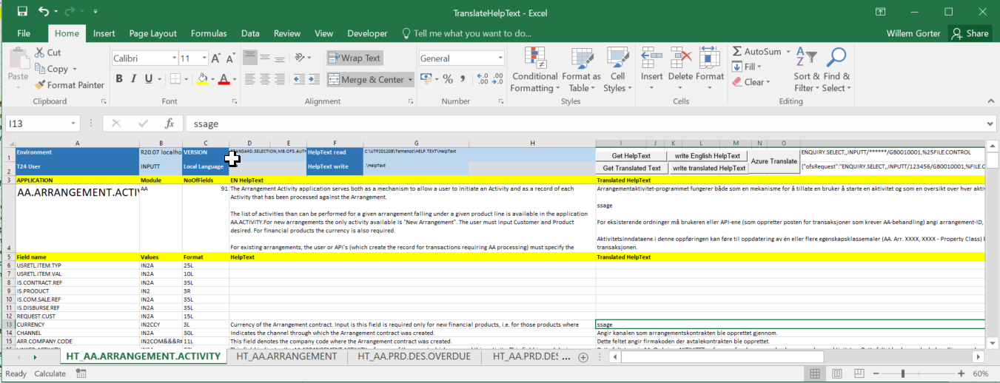 TranslateHelpText - Excel
File Home Insert Page Layout Formulas Data Review View Developer Tell me what you want to do... Willem Gorter Share
Cut
Copy
Paste
Format Painter
Clipboard
Calibri 11 A A
B I U A
Font
Wrap Text
Merge & Center
Alignment
General
% ,
Number
Conditional Formatting
Format as Table
Cell Styles
Styles
Insert Delete Format
Cells
AutoSum
Fill
Clear
Sort & Filter
Find & Select
Editing
I13 fx ssage
A B C D E F G H I J K L M N O
1 Environment R20.07 localho VERSION STANDARD.SELECTION,MB.OFS.AUT HelpText read C:\UTP201208\Temenos\HELP.TEXT\HelpText Get HelpText write English HelpText Azure Translate ENQUIRY.SELECT,,INPUTT/******/GB0010001,%25FILE.CONTROL
2 T24 User INPUTT Local Language HelpText write .\HelpText Get Translated Text write translated HelpText {"ofsRequest":"ENQUIRY.SELECT,,INPUTT/123456/GB0010001,%FILE.C
3 APPLICATION Module NoOfFields EN HelpText Translated HelpText
AA.ARRANGEMENT.ACTIV AA 91 The Arrangement Activity application serves both as a mechanism to allow a user to initiate an Activity and as a record of each Arrangementaktivitet-programmet fungerer både som en mekanisme for å tillate en bruker å starte en aktivitet og som en oversikt over hver aktiv
Activity that has been processed against the Arrangement.
ssage
The list of activities than can be performed for a given arrangement falling under a given product line is available in the application
AA.ACTIVITY.For new arrangements the only activity available is "New Arrangement". The user must input Customer and Product For eksisterende ordninger må brukeren eller API-ene (som oppretter posten for transaksjoner som krever AA-behandling) angi arrangement-ID,
desired. For financial products the currency is also required.
Aktivitetsinndataene i denne oppføringen kan føre til oppdatering av én eller flere egenskapsklassemaler (AA. Arr. XXXX, XXXX - Property Class)
4 For existing arrangements, the user or API's (which create the record for transactions requiring AA processing) must specify the transaksjonen.
5 Field name Values Format HelpText Translated HelpText
6 USRETL.ITEM.TYP IN2A 25L
7 USRETL.ITEM.VAL IN2A 10L
8 IS.CONTRACT.REF IN2A 35L
9 IS.PRODUCT IN2 3R
10 IS.COM.SALE.REF IN2A 35L
11 IS.DISBURSE.REF IN2A 35L
12 REQUEST.CUST IN2A 15L
13 CURRENCY IN2CCY 3L Currency of the Arrangement contract. Input is this field is required only for new financial products, i.e. for those products where ssage
14 CHANNEL IN2A 30L Indicates the channel through which the Arrangement contract was created. Angir kanalen som arrangementskontrakten ble opprettet gjennom.
15 ARR.COMPANY.CODE IN2COM&&&R# 11L This field denotes the company code where the Arrangement contract was created. Dette feltet angir firmakoden der avtalekontrakten ble opprettet.
HT_AA.ARRANGEMENT.ACTIVITY HT_AA.ARRANGEMENT HT_AA.PRD.DES.OVERDUE HT_AA.PRD.DES ...
Ready Calculate 60%